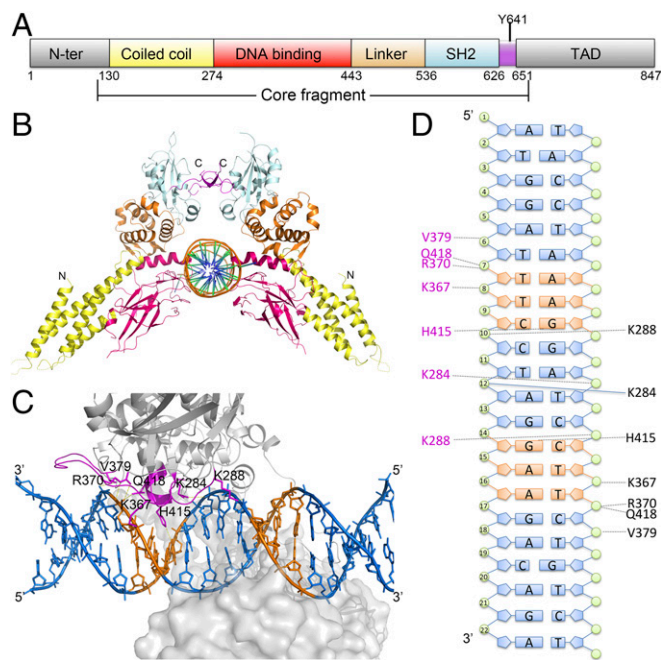 A
Y641
N-ter Coiled coil DNA binding Linker SH2 TAD
1 130 274 443 536 626 651 847
Core fragment
B
C C
N N
C
V379
R370 Q418 K284 K288
K367 H415
3' 5'
5' 3'
D
5'
1
A T
2
T A
3
G C
4
G C
5
A T
V379
6
T A
Q418
7
R370
T A
K367
8
T A
9
C G
H415 K288
10
C G
11
T A
K284
12
K284
A T
13
G C
K288 14 H415
G C
15
A T
K367
16
A T
R370
17
Q418
G C
18
V379
A T
19
C G
20
A T
21
G C
22
3'
A T